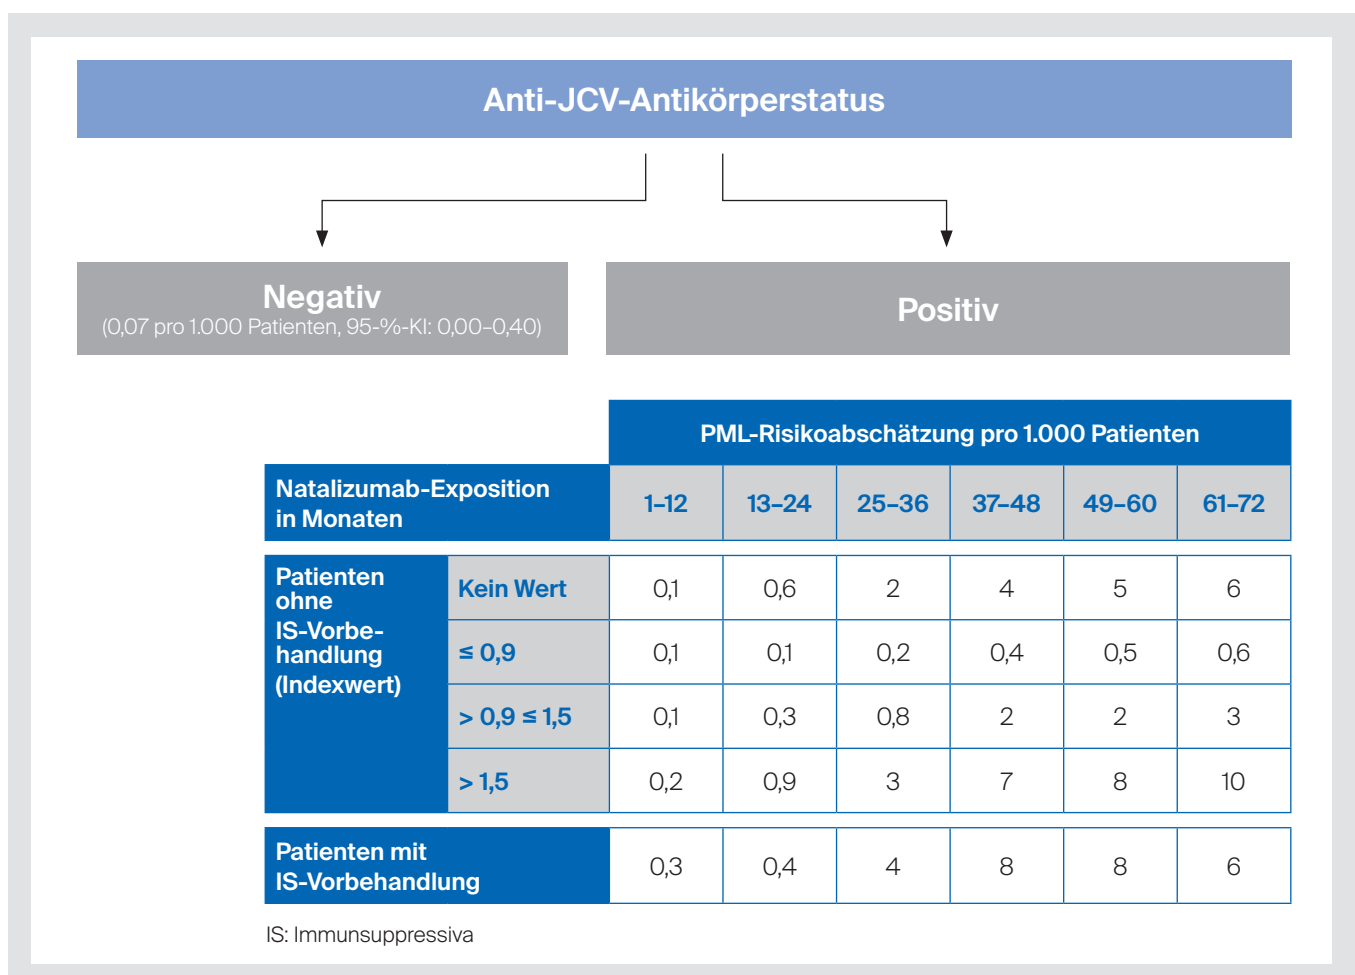 Anti-JCV-Antikörperstatus
Negativ
(0,07 pro 1.000 Patienten, 95-%-KI: 0,00–0,40)
Positiv
PML-Risikoabschätzung pro 1.000 Patienten
Natalizumab-Exposition
in Monaten
1–12 13–24 25–36 37–48 49–60 61–72
Patienten
ohne
IS-Vorbe-
handlung
(Indexwert)
Kein Wert 0,1 0,6 2 4 5 6
≤ 0,9 0,1 0,1 0,2 0,4 0,5 0,6
> 0,9 ≤ 1,5 0,1 0,3 0,8 2 2 3
> 1,5 0,2 0,9 3 7 8 10
Patienten mit
IS-Vorbehandlung
0,3 0,4 4 8 8 6
IS: Immunsuppressiva